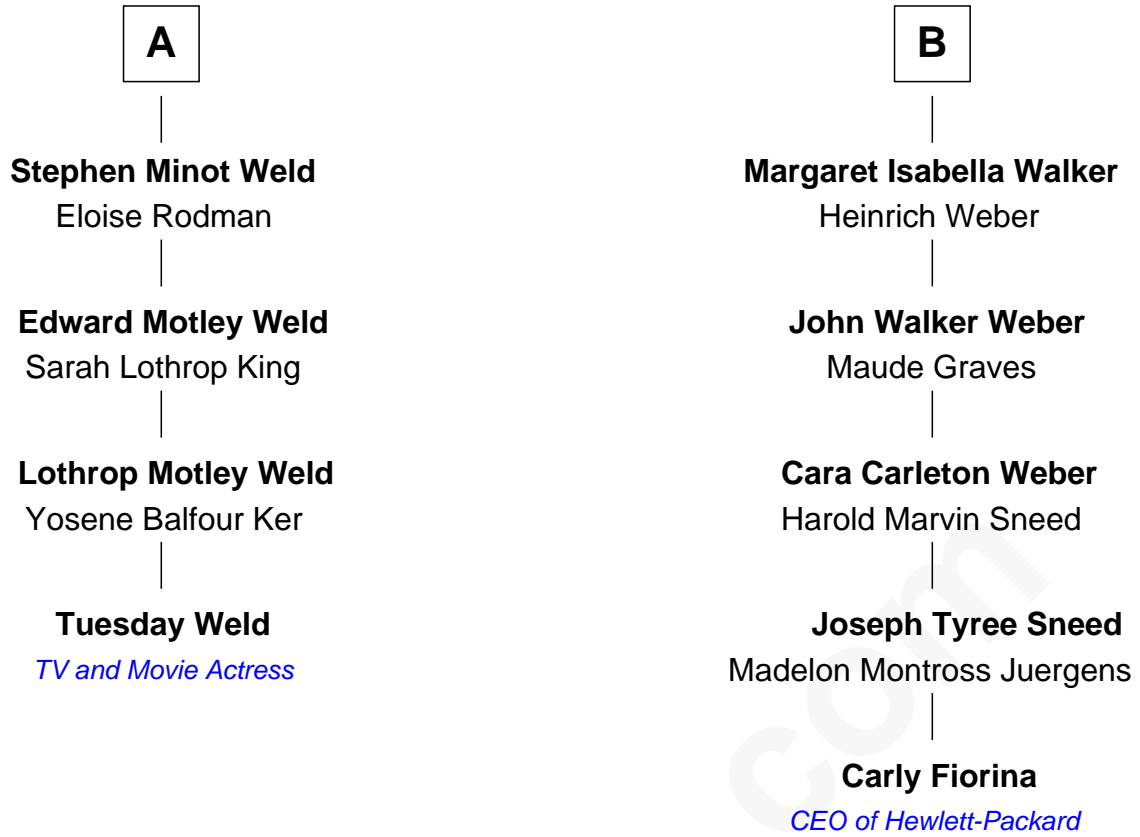 A
Stephen Minot Weld
Eloise Rodman
Edward Motley Weld
Sarah Lothrop King
Lothrop Motley Weld
Yosene Balfour Ker
Tuesday Weld
TV and Movie Actress
B
Margaret Isabella Walker
Heinrich Weber
John Walker Weber
Maude Graves
Cara Carleton Weber
Harold Marvin Sneed
Joseph Tyree Sneed
Madelon Montross Juergens
Carly Fiorina
CEO of Hewlett-Packard
com